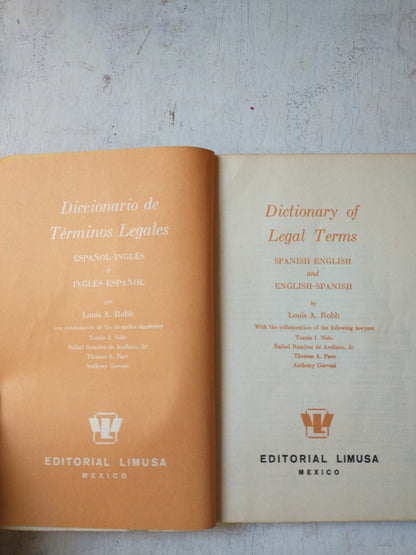 Diccionario de
Términos Legales
ESPAÑOL-INGLÉS
e
INGLÉS-ESPAÑOL
por
Louis A. Robb
con colaboración de los abogados siguientes
Tomás I. Nido
Rafael Ramírez de Arellano, Jr.
Thomas A. Pace
Anthony Gervasi
EDITORIAL LIMUSA
MEXICO
Dictionary of
Legal Terms
SPANISH-ENGLISH
and
ENGLISH-SPANISH
by
Louis A. Robb
With the collaboration of the following lawyers
Tomás I. Nido
Rafael Ramírez de Arellano, Jr.
Thomas A. Pace
Anthony Gervasi
EDITORIAL LIMUSA
MEXICO